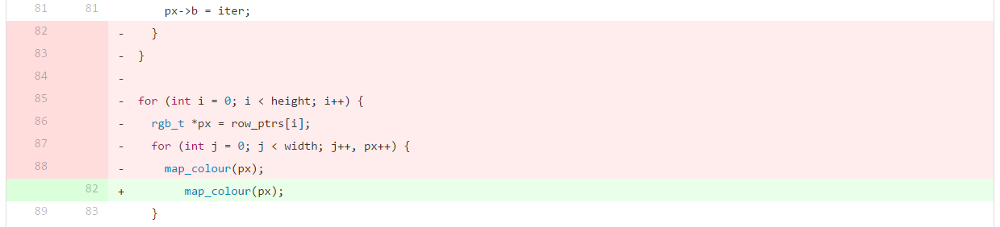 81 81 px->b = iter;
82 - }
83 - }
84 -
85 - for (int i = 0; i < height; i++) {
86 - rgb_t *px = row_ptrs[i];
87 - for (int j = 0; j < width; j++, px++) {
88 - map_colour(px);
82 + map_colour(px);
89 83 }